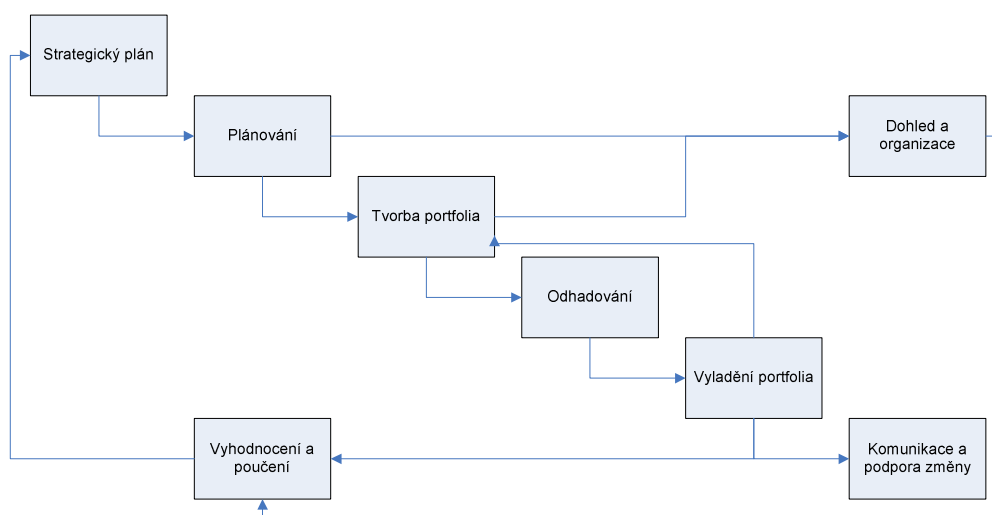 Strategický plán
Plánování
Dohled a
organizace
Tvorba portfolia
Odhadování
Vyladění portfolia
Vyhodnocení a
poučení
Komunikace a
podpora změny